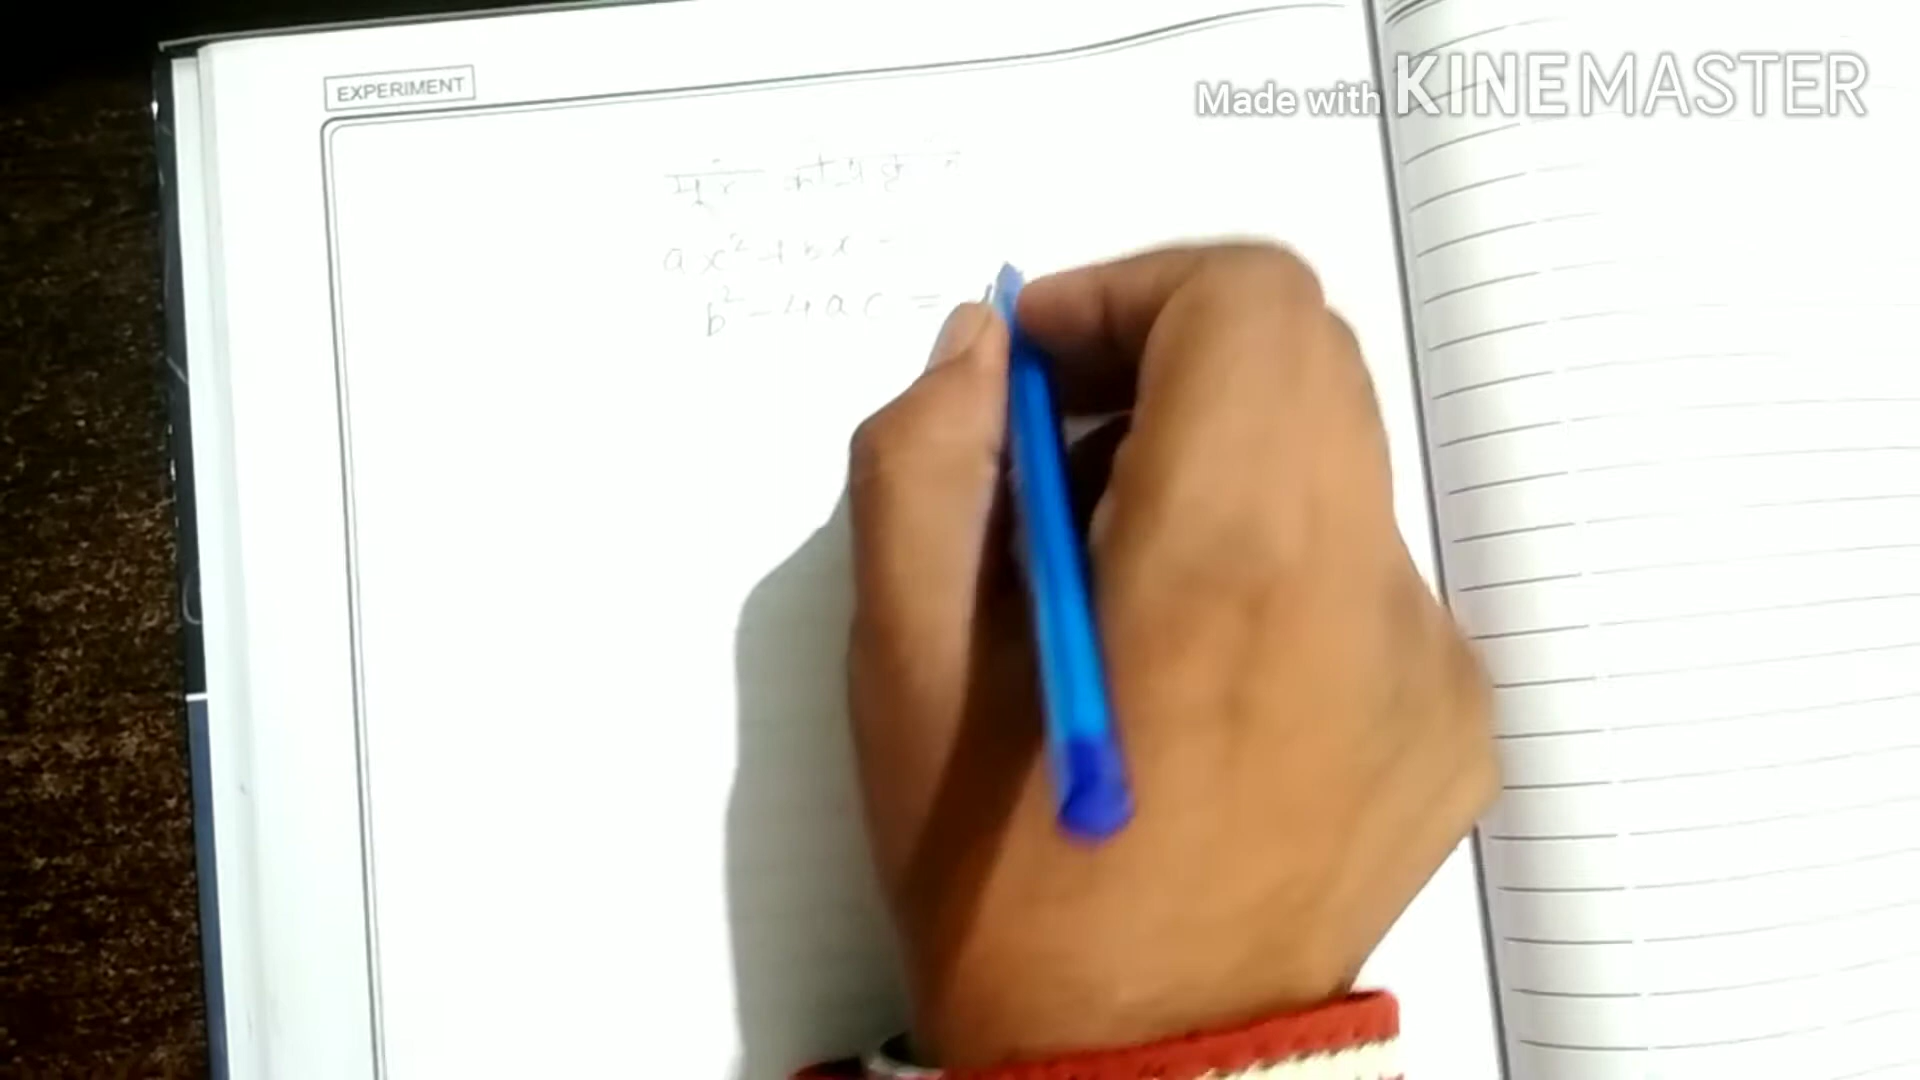 EXPERIMENT
Made with KINEMASTER
ax² + bx
b² - 4ac =